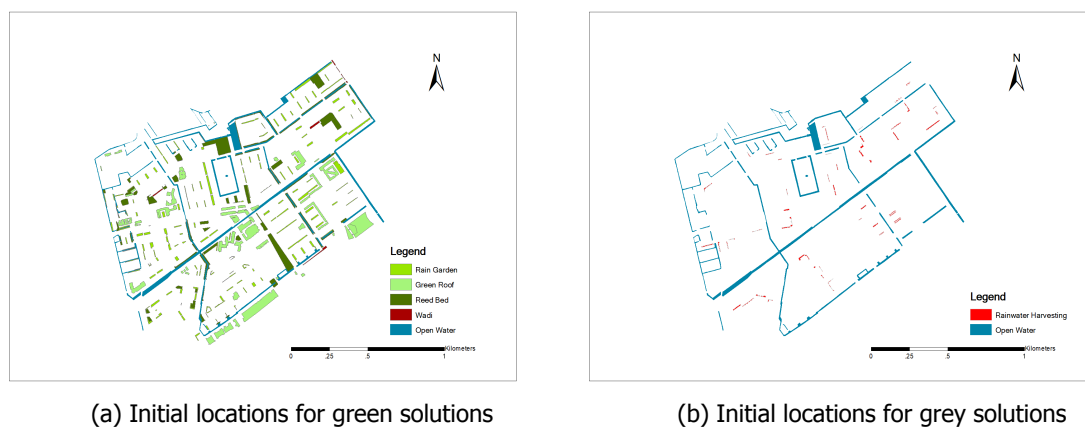 N
Legend
Rain Garden
Green Roof
Reed Bed
Wadi
Open Water
Kilometers
0 .25 .5 1
(a) Initial locations for green solutions
N
Legend
Rainwater Harvesting
Open Water
Kilometers
0 .25 .5 1
(b) Initial locations for grey solutions